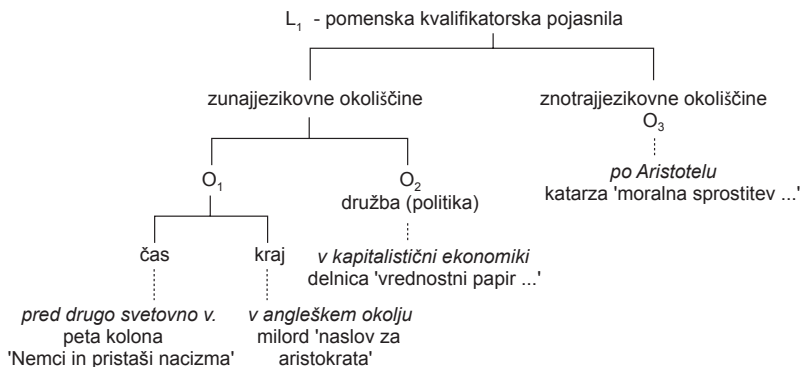 L₁ - pomenska kvalifikatorska pojasnila
zunajjezikovne okoliščine
znotrajjezikovne okoliščine
O₃
po Aristotelu
katarza 'moralna sprostitev ...'
O₁
O₂
družba (politika)
v kapitalistični ekonomiki
delnica 'vrednostni papir ...'
čas
kraj
pred drugo svetovno v.
peta kolona
'Nemci in pristaši nacizma'
v angleškem okolju
milord 'naslov za
aristokrata'